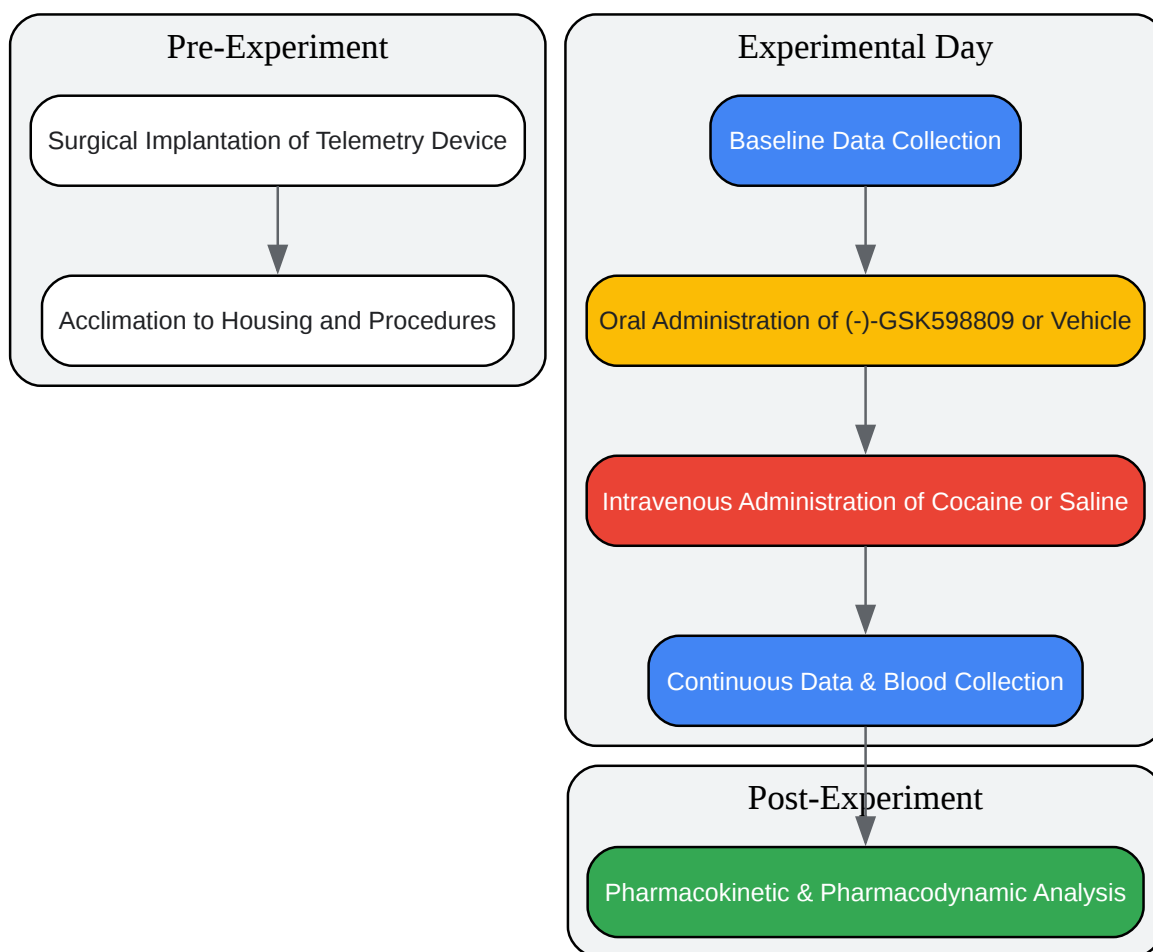 Pre-Experiment
Surgical Implantation of Telemetry Device
Acclimation to Housing and Procedures
Experimental Day
Baseline Data Collection
Oral Administration of (-)-GSK598809 or Vehicle
Intravenous Administration of Cocaine or Saline
Continuous Data & Blood Collection
Post-Experiment
Pharmacokinetic & Pharmacodynamic Analysis